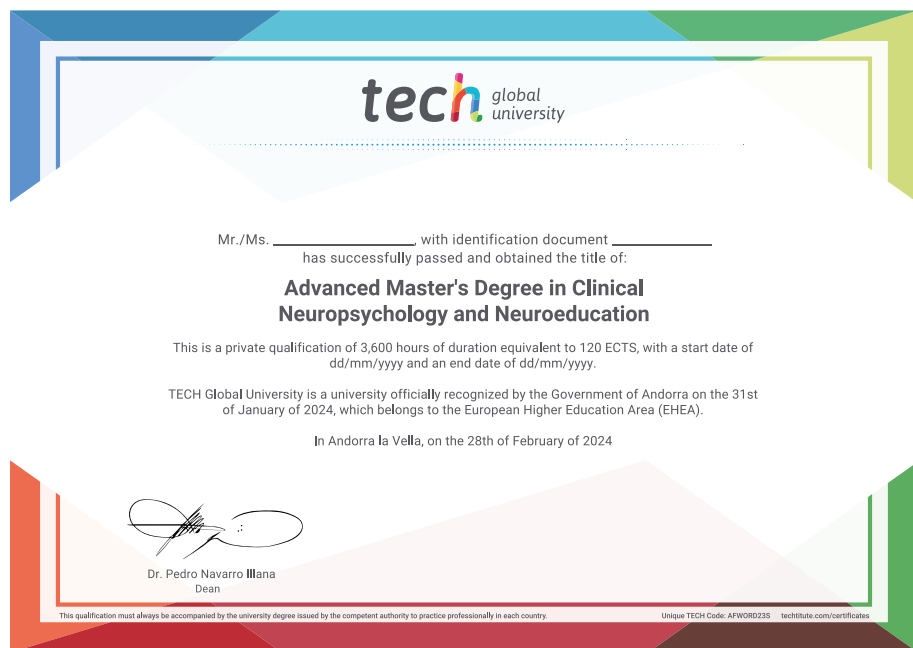 tech global
university
Mr./Ms. ____________, with identification document ____________
has successfully passed and obtained the title of:
Advanced Master's Degree in Clinical
Neuropsychology and Neuroeducation
This is a private qualification of 3,600 hours of duration equivalent to 120 ECTS, with a start date of
dd/mm/yyyy and an end date of dd/mm/yyyy.
TECH Global University is a university officially recognized by the Government of Andorra on the 31st
of January of 2024, which belongs to the European Higher Education Area (EHEA).
In Andorra la Vella, on the 28th of February of 2024
Dr. Pedro Navarro Illana
Dean
This qualification must always be accompanied by the university degree issued by the competent authority to practice professionally in each country. Unique TECH Code: AFWORD23S techtitute.com/certificates